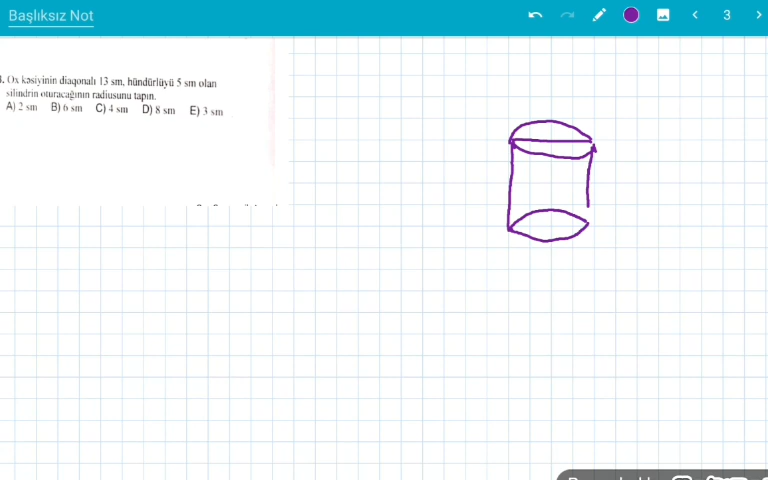 Başlıksız Not
3
. Ox kəsiyinin diaqonalı 13 sm, hündürlüyü 5 sm olan
silindrin oturacağının radiusunu tapın.
A) 2 sm B) 6 sm C) 4 sm D) 8 sm E) 3 sm